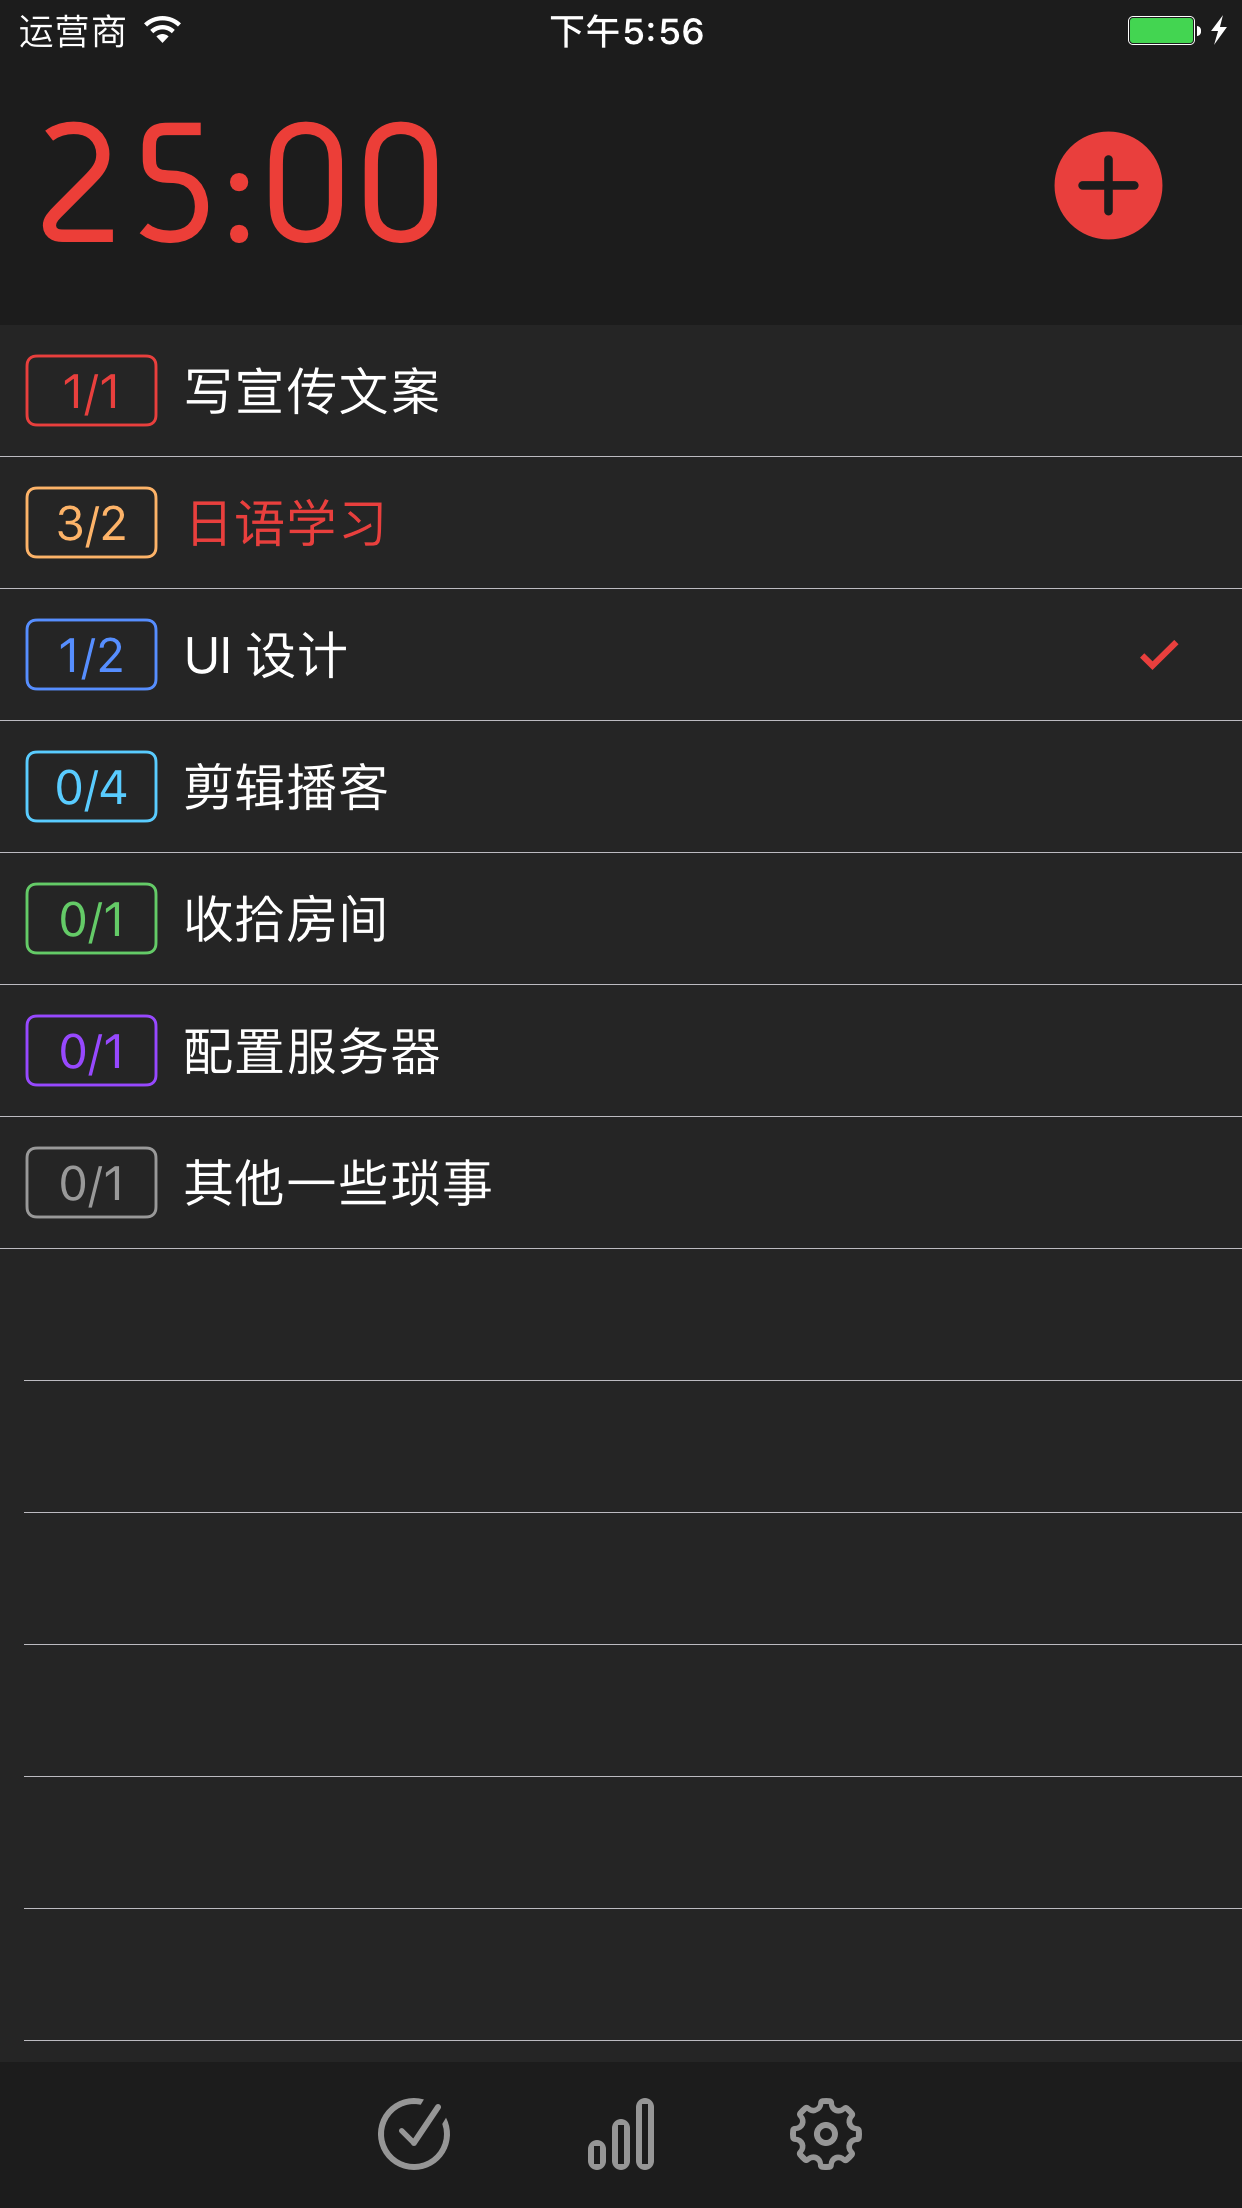 运营商 下午5:56
25:00
1/1 写宣传文案
3/2 日语学习
1/2 UI 设计
0/4 剪辑播客
0/1 收拾房间
0/1 配置服务器
0/1 其他一些琐事